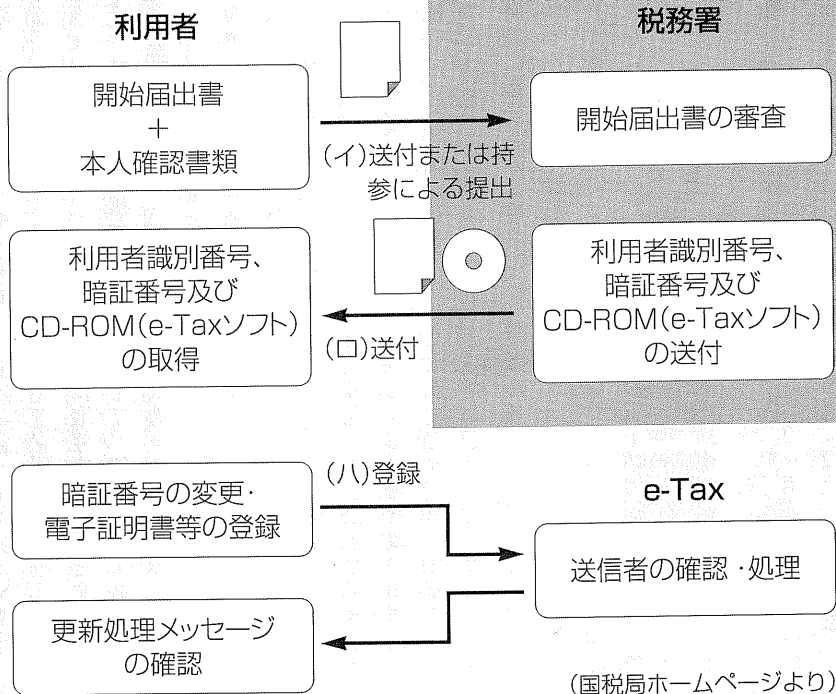 利用者
税務署
開始届出書
+
本人確認書類
(イ)送付または持
参による提出
開始届出書の審査
利用者識別番号、
暗証番号及び
CD-ROM(e-Taxソフト)
の取得
(ロ)送付
利用者識別番号、
暗証番号及び
CD-ROM(e-Taxソフト)
の送付
暗証番号の変更・
電子証明書等の登録
(ハ)登録
e-Tax
送信者の確認・処理
更新処理メッセージ
の確認
(国税局ホームページより)